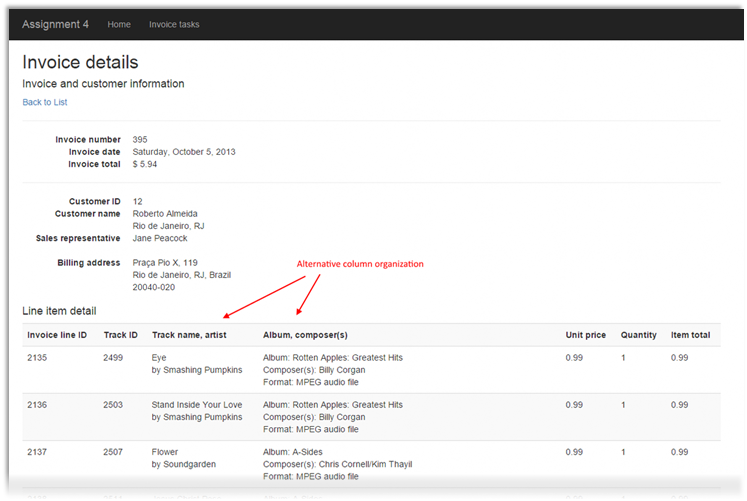 Assignment 4 Home Invoice tasks
Invoice details
Invoice and customer information
Back to List
Invoice number 395
Invoice date Saturday, October 5, 2013
Invoice total $ 5.94
Customer ID 12
Customer name Roberto Almeida
Rio de Janeiro, RJ
Sales representative Jane Peacock
Billing address Praça Pio X, 119
Rio de Janeiro, RJ, Brazil
20040-020
Alternative column organization
Line item detail
Invoice line ID Track ID Track name, artist Album, composer(s) Unit price Quantity Item total
2135 2499 Eye Album: Rotten Apples: Greatest Hits 0.99 1 0.99
by Smashing Pumpkins Composer(s): Billy Corgan
Format: MPEG audio file
2136 2503 Stand Inside Your Love Album: Rotten Apples: Greatest Hits 0.99 1 0.99
by Smashing Pumpkins Composer(s): Billy Corgan
Format: MPEG audio file
2137 2507 Flower Album: A-Sides 0.99 1 0.99
by Soundgarden Composer(s): Chris Cornell/Kim Thayil
Format: MPEG audio file